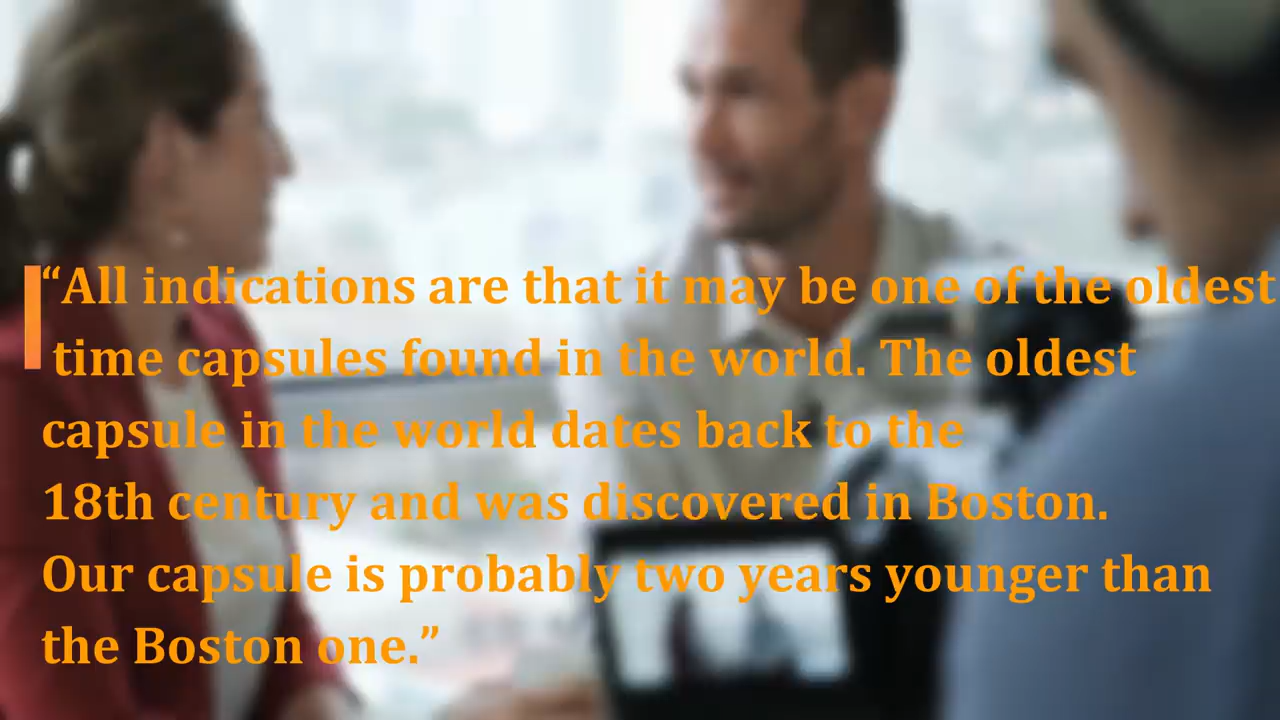 “All indications are that it may be one of the oldest
time capsules found in the world. The oldest
capsule in the world dates back to the
18th century and was discovered in Boston.
Our capsule is probably two years younger than
the Boston one.”